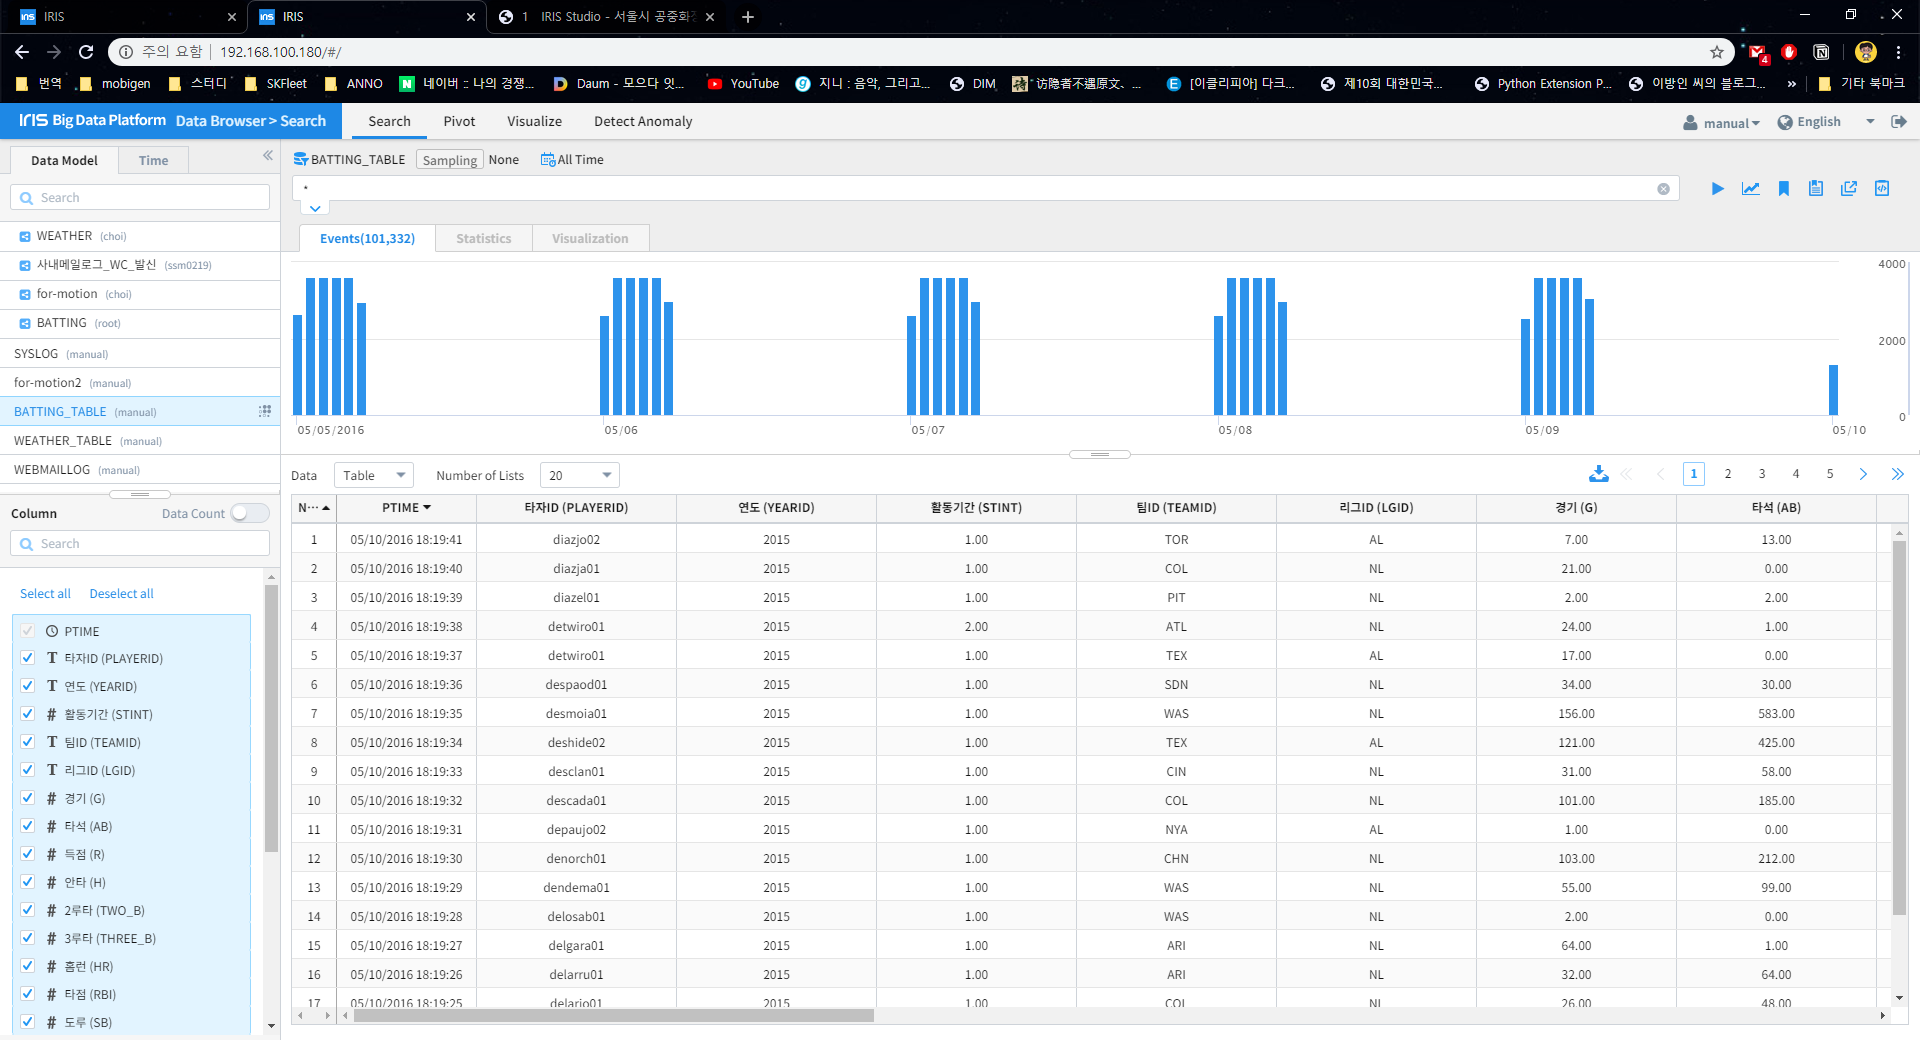 IRIS
IRIS
1 IRIS Studio - 서울시 공중화장
주의 요함 192.168.100.180/#/
4
번역 mobigen 스터디 SKFleet ANNO 네이버 :: 나의 경쟁... Daum - 모으다 잇... YouTube 지니 : 음악, 그리고... DIM 访隐者不遇原文、... [이클리피아] 다크... 제10회 대한민국... Python Extension P... 이방인 씨의 블로그... » 기타 북마크
IRIS Big Data Platform Data Browser > Search Search Pivot Visualize Detect Anomaly manual English
Data Model Time
Search
WEATHER (choi)
사내메일로그_WC_발신 (ssm0219)
for-motion (choi)
BATTING (root)
SYSLOG (manual)
for-motion2 (manual)
BATTING_TABLE (manual)
WEATHER_TABLE (manual)
WEBMAILLOG (manual)
Column Data Count
Search
Select all Deselect all
PTIME
T 타자ID (PLAYERID)
T 연도 (YEARID)
# 활동기간 (STINT)
T 팀ID (TEAMID)
T 리그ID (LGID)
# 경기 (G)
# 타석 (AB)
# 득점 (R)
# 안타 (H)
# 2루타 (TWO_B)
# 3루타 (THREE_B)
# 홈런 (HR)
# 타점 (RBI)
# 도루 (SB)
BATTING_TABLE Sampling None All Time
*
Events(101,332) Statistics Visualization
4000
2000
0
05/05/2016 05/06 05/07 05/08 05/09 05/10
Data Table Number of Lists 20 1 2 3 4 5
N... PTIME 타자ID (PLAYERID) 연도 (YEARID) 활동기간 (STINT) 팀ID (TEAMID) 리그ID (LGID) 경기 (G) 타석 (AB)
1 05/10/2016 18:19:41 diazjo02 2015 1.00 TOR AL 7.00 13.00
2 05/10/2016 18:19:40 diazja01 2015 1.00 COL NL 21.00 0.00
3 05/10/2016 18:19:39 diazel01 2015 1.00 PIT NL 2.00 2.00
4 05/10/2016 18:19:38 detwiro01 2015 2.00 ATL NL 24.00 1.00
5 05/10/2016 18:19:37 detwiro01 2015 1.00 TEX AL 17.00 0.00
6 05/10/2016 18:19:36 despaod01 2015 1.00 SDN NL 34.00 30.00
7 05/10/2016 18:19:35 desmoia01 2015 1.00 WAS NL 156.00 583.00
8 05/10/2016 18:19:34 deshide02 2015 1.00 TEX AL 121.00 425.00
9 05/10/2016 18:19:33 desclan01 2015 1.00 CIN NL 31.00 58.00
10 05/10/2016 18:19:32 descada01 2015 1.00 COL NL 101.00 185.00
11 05/10/2016 18:19:31 depaujo02 2015 1.00 NYA AL 1.00 0.00
12 05/10/2016 18:19:30 denorch01 2015 1.00 CHN NL 103.00 212.00
13 05/10/2016 18:19:29 dendema01 2015 1.00 WAS NL 55.00 99.00
14 05/10/2016 18:19:28 delosab01 2015 1.00 WAS NL 2.00 0.00
15 05/10/2016 18:19:27 delgara01 2015 1.00 ARI NL 64.00 1.00
16 05/10/2016 18:19:26 delarru01 2015 1.00 ARI NL 32.00 64.00
17 05/10/2016 18:19:25 delarjo01 2015 1.00 COL NL 26.00 48.00